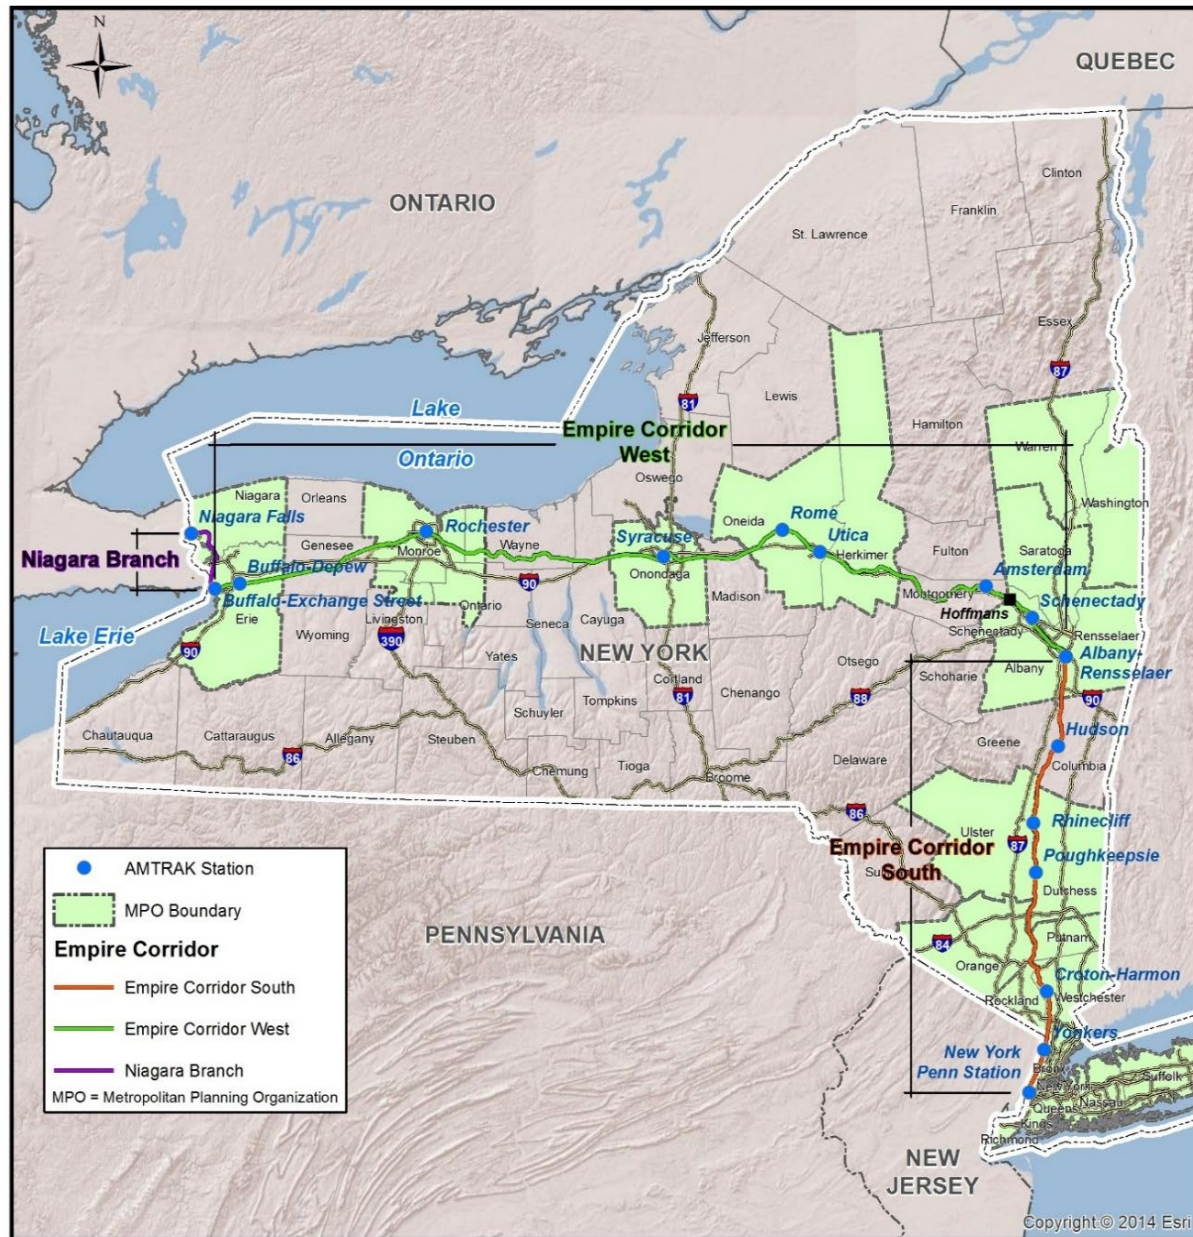 N
QUEBEC
ONTARIO
Clinton
Franklin
St. Lawrence
Essex
87
Jefferson
81
Lewis
Hamilton
Lake
Ontario
Empire Corridor
West
Warren
Washington
Oswego
Niagara
Orleans
Niagara Falls
Rochester
Monroe
Wayne
Genesee
Syracuse
Onondaga
Oneida
Rome
Utica
Herkimer
Fulton
Saratoga
Amsterdam
Montgomery
Hoffmans
Schenectady
Schenectady
Niagara Branch
Buffalo-Depew
Buffalo-Exchange Street
Erie
90
Ontario
Madison
Lake Erie
Wyoming
Livingston
390
Seneca
Cayuga
Rensselaer
Albany-
Rensselaer
Albany
90
Yates
NEW YORK
Otsego
Schoharie
90
Cortland
81
Chenango
88
Tompkins
Schuyler
Chautauqua
Cattaraugus
Allegany
Steuben
86
Chemung
Tioga
Broome
Delaware
Greene
Hudson
Columbia
86
Ulster
Rhinecliff
87
Empire Corridor
South
Su
Poughkeepsie
Dutchess
84
Putnam
Orange
Croton-Harmon
Rockland
Westchester
Yonkers
New York
Penn Station
Bronx
New York
Suffolk
Nassau
Queens
Kings
Richmond
PENNSYLVANIA
NEW
JERSEY
AMTRAK Station
MPO Boundary
Empire Corridor
Empire Corridor South
Empire Corridor West
Niagara Branch
MPO = Metropolitan Planning Organization
Copyright:© 2014 Esri